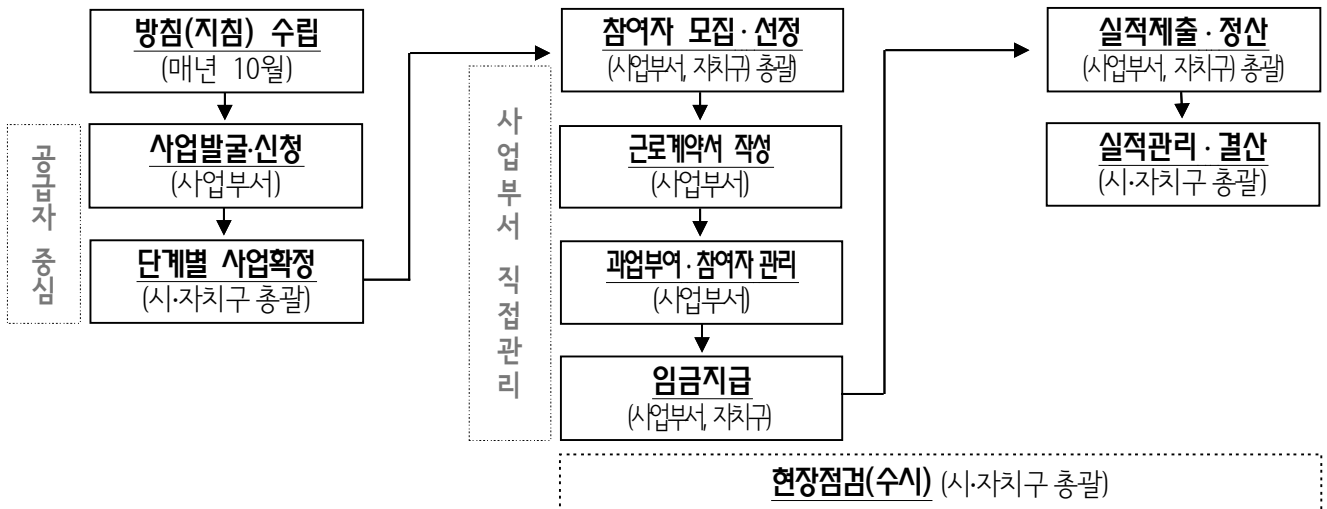 방침(지침) 수립
(매년 10월)
공급자 중심
사업발굴·신청
(사업부서)
단계별 사업확정
(시·자치구 총괄)
사업부서 직접관리
참여자 모집·선정
(사업부서, 자치구) 총괄)
근로계약서 작성
(사업부서)
과업부여·참여자 관리
(사업부서)
임금지급
(사업부서, 자치구)
실적제출·정산
(사업부서, 자치구) 총괄)
실적관리·결산
(시·자치구 총괄)
현장점검(수시) (시·자치구 총괄)